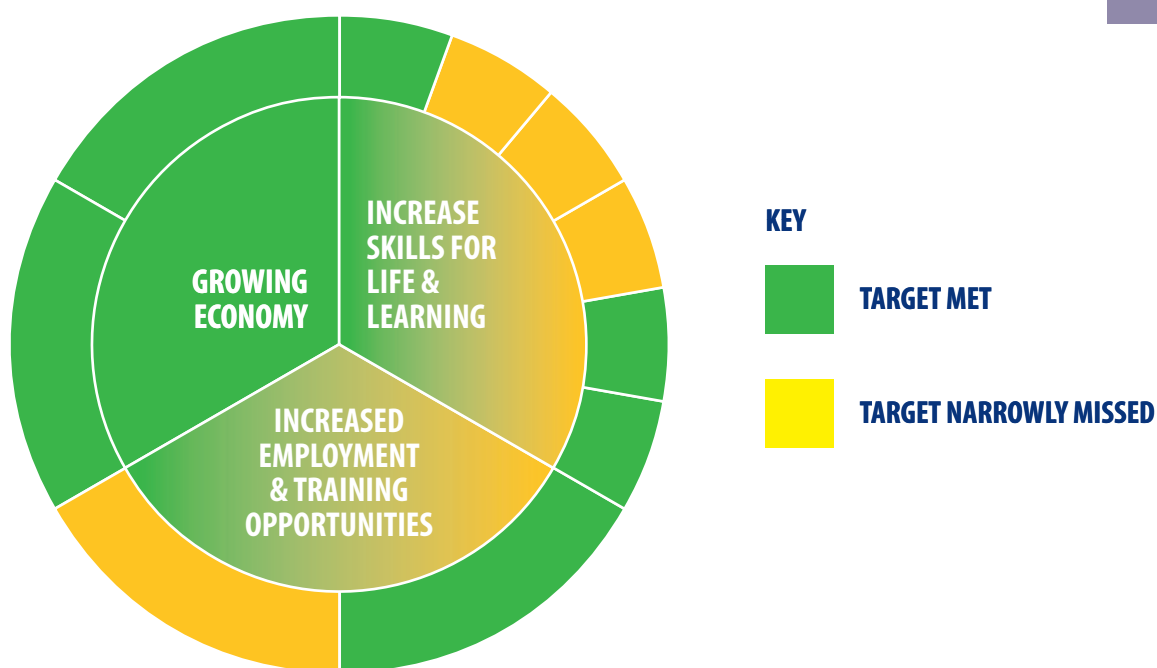 INCREASE
SKILLS FOR
LIFE &
LEARNING
GROWING
ECONOMY
INCREASED
EMPLOYMENT
& TRAINING
OPPORTUNITIES
KEY
TARGET MET
TARGET NARROWLY MISSED